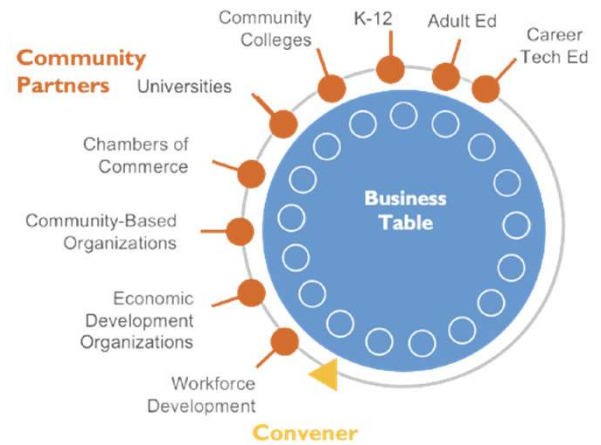 Community
Partners
Community
Colleges
K-12
Adult Ed
Career
Tech Ed
Universities
Chambers of
Commerce
Community-Based
Organizations
Economic
Development
Organizations
Workforce
Development
Business
Table
Convener